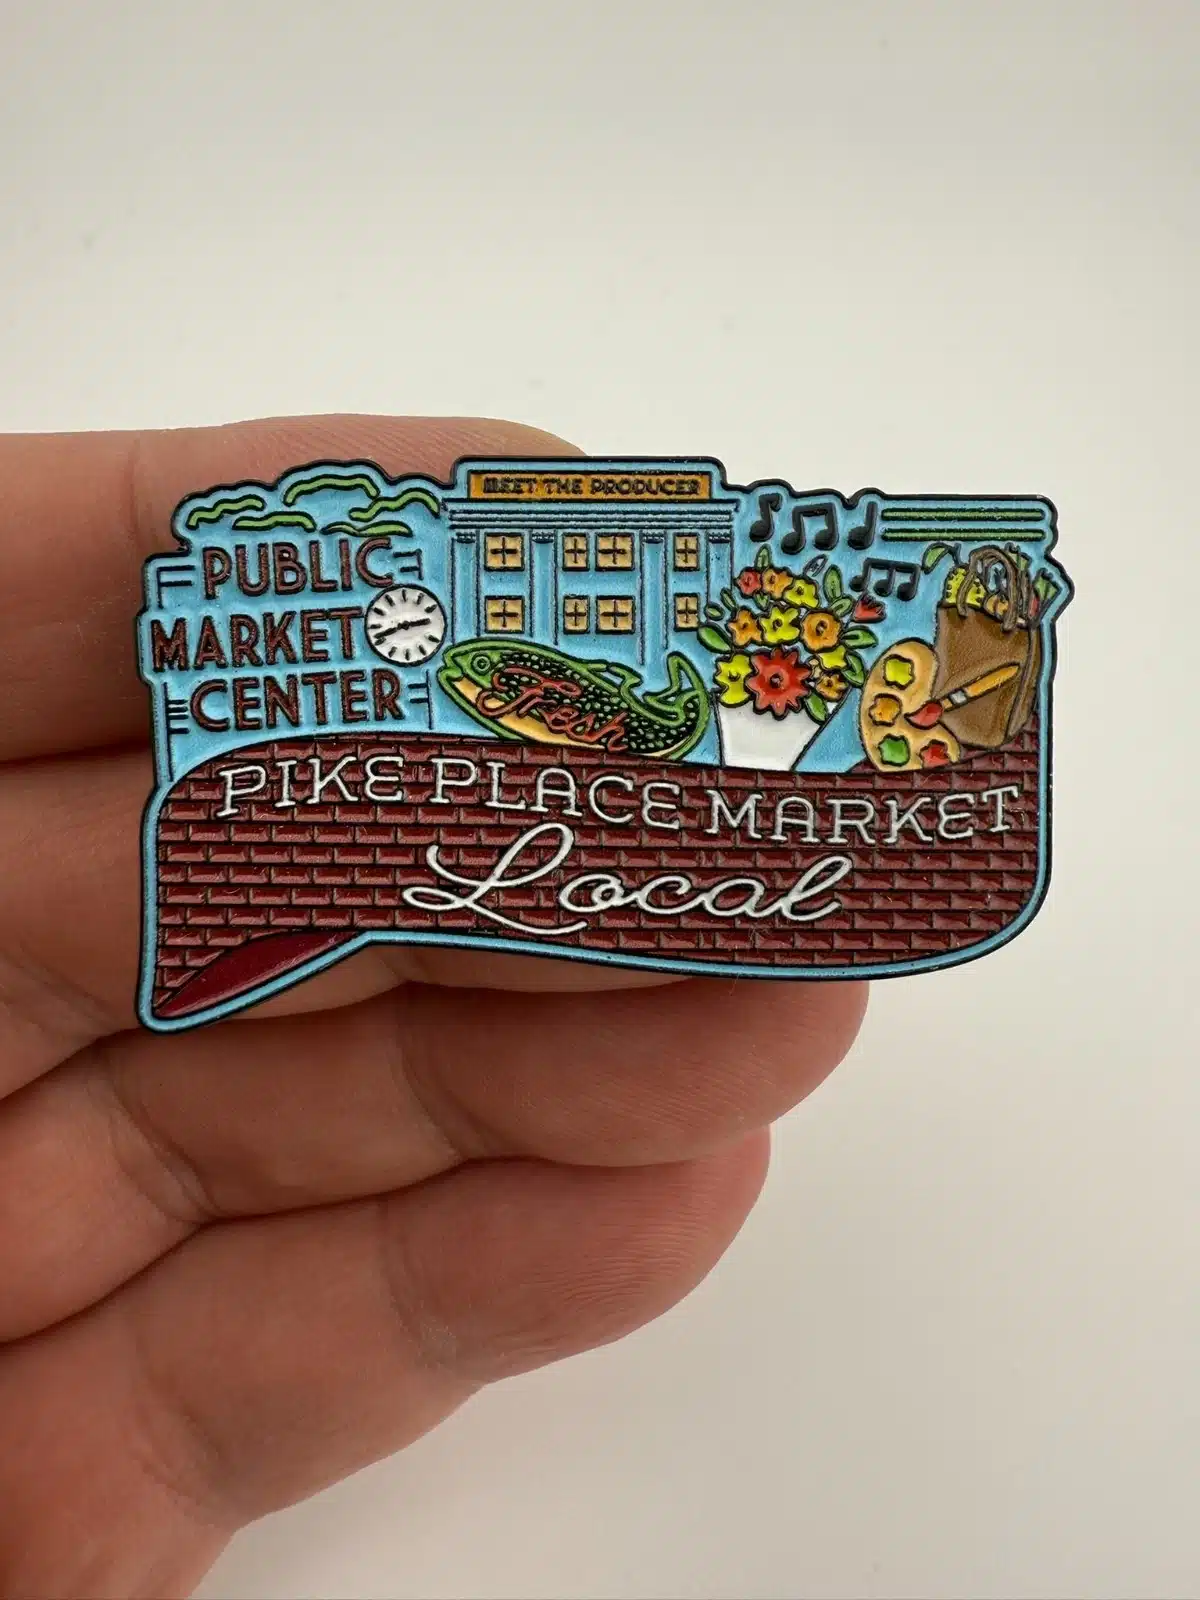 MEET THE PRODUCER
PUBLIC
MARKET
CENTER
Fresh
PIKE PLACE MARKET
Local